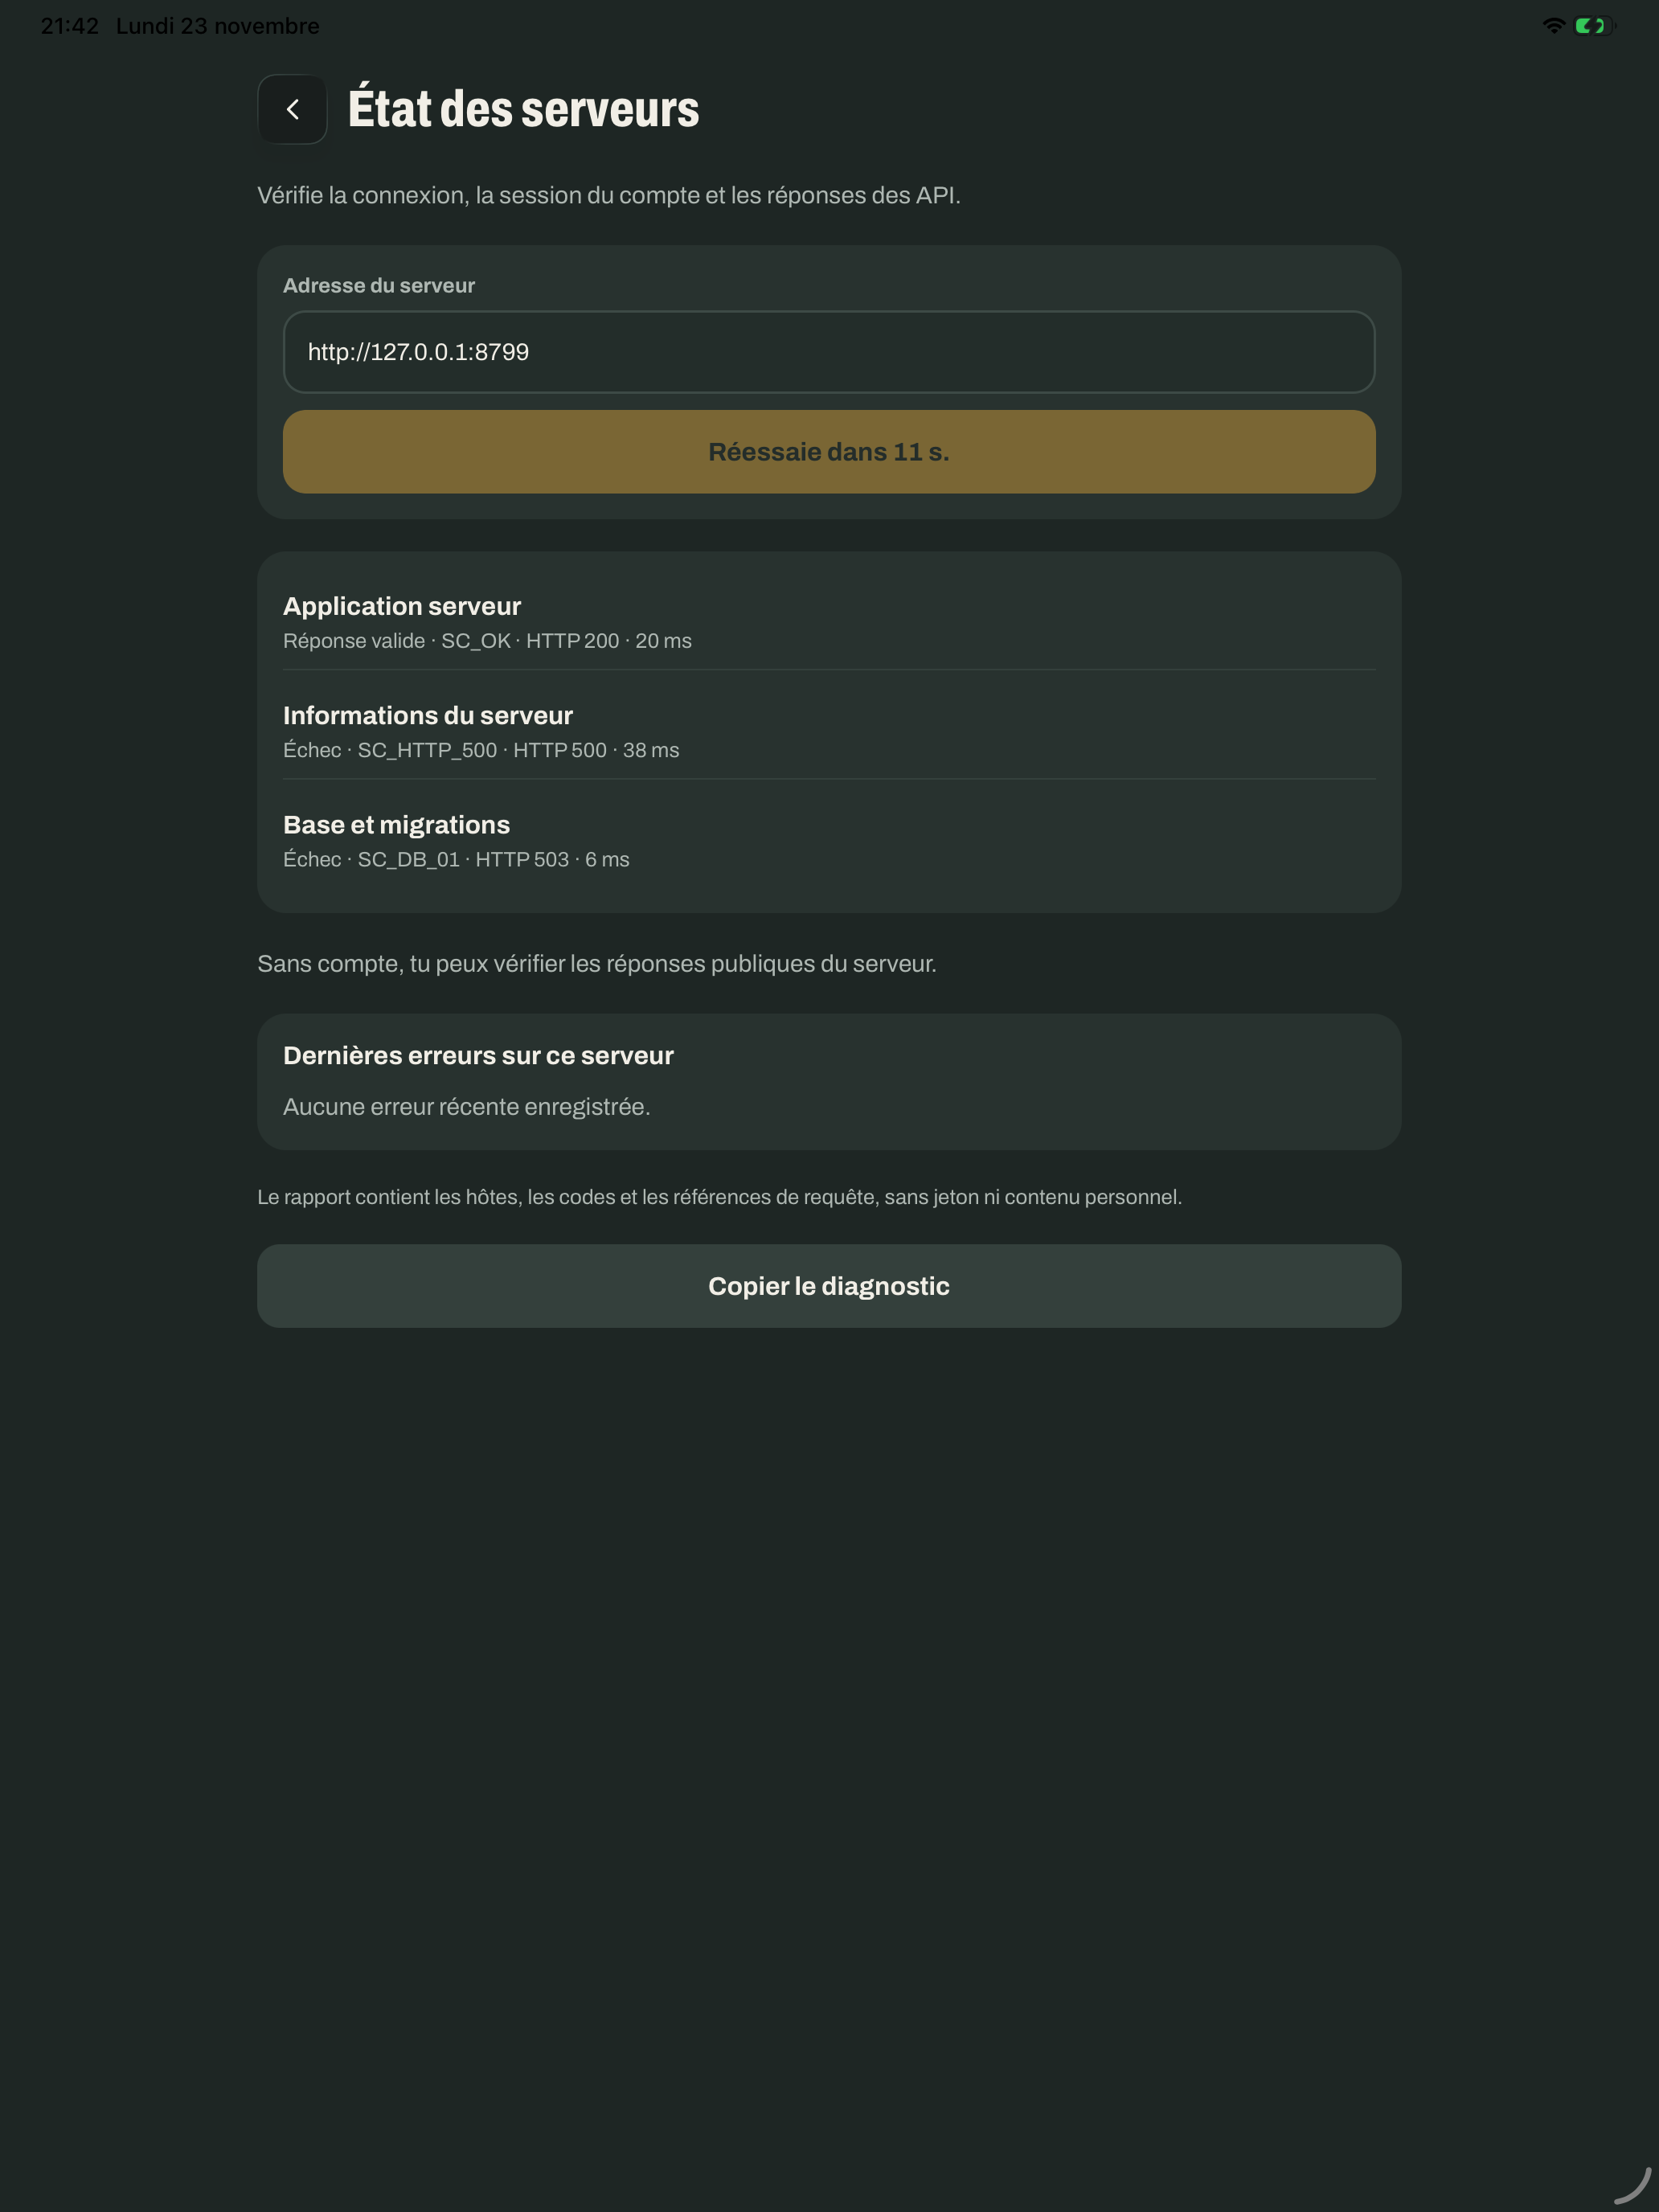 21:42 Lundi 23 novembre
État des serveurs
Vérifie la connexion, la session du compte et les réponses des API.
Adresse du serveur
http://127.0.0.1:8799
Réessaie dans 11 s.
Application serveur
Réponse valide · SC_OK · HTTP 200 · 20 ms
Informations du serveur
Échec · SC_HTTP_500 · HTTP 500 · 38 ms
Base et migrations
Échec · SC_DB_01 · HTTP 503 · 6 ms
Sans compte, tu peux vérifier les réponses publiques du serveur.
Dernières erreurs sur ce serveur
Aucune erreur récente enregistrée.
Le rapport contient les hôtes, les codes et les références de requête, sans jeton ni contenu personnel.
Copier le diagnostic